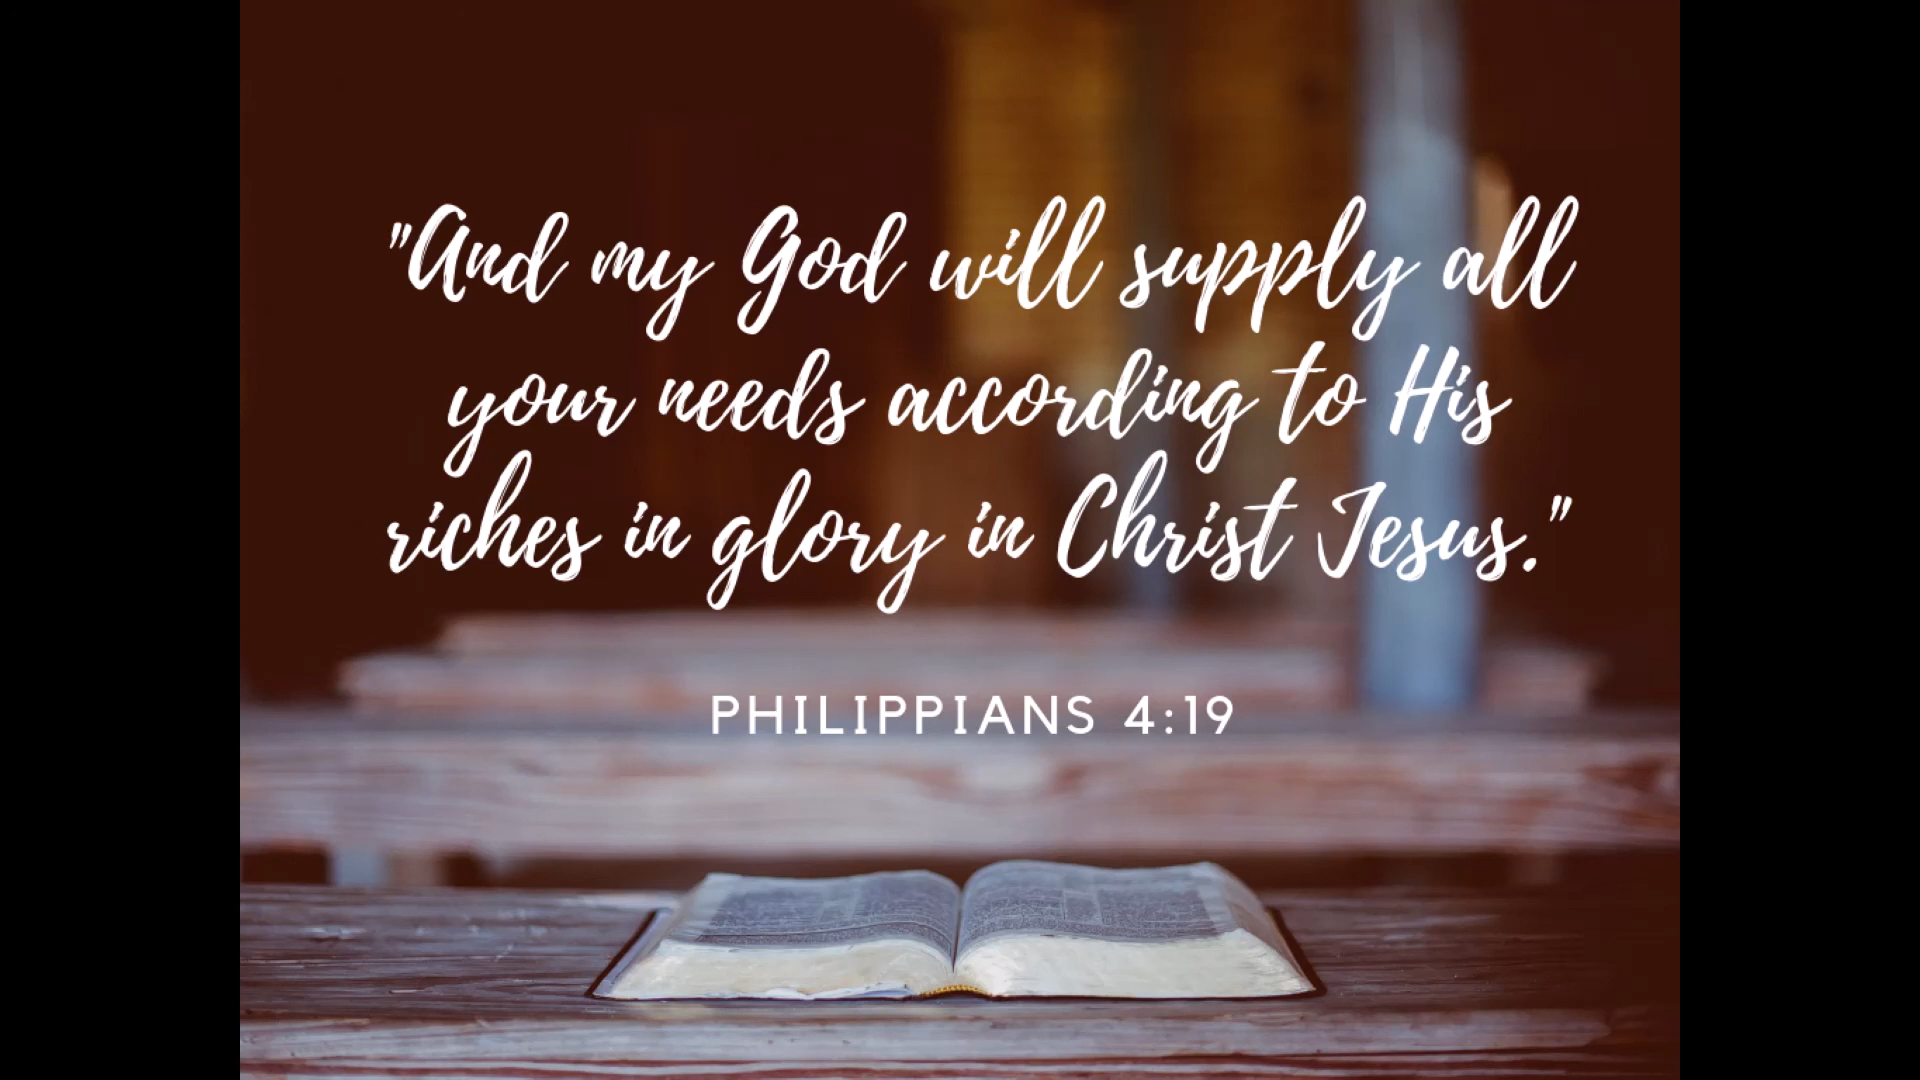 "And my God will supply all
your needs according to His
riches in glory in Christ Jesus."
PHILIPPIANS 4:19